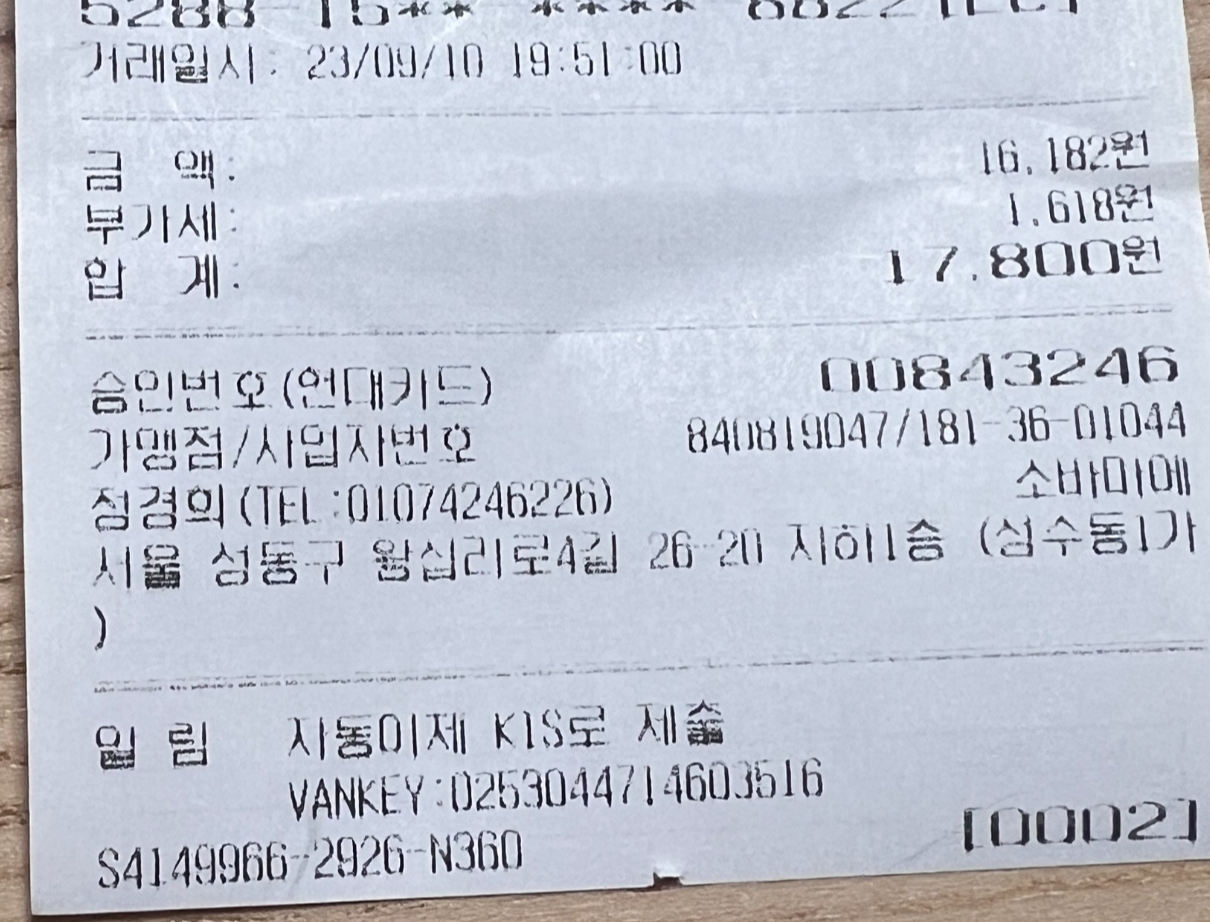 5288-15** **** 8822
거래일시: 23/09/10 19:51:00
금 액: 16,182원
부가세: 1,618원
합 계: 17,800원
승인번호(현대카드) 00843246
가맹점/사업자번호 840819047/181-36-01044
소바마에
정경희(TEL:01074246226)
서울 성동구 왕십리로4길 26-20 지하1층 (성수동1가
)
알 림 자동이체 KIS로 제출
VANKEY:0253044714603516
S4149966-2926-N360 [0002]